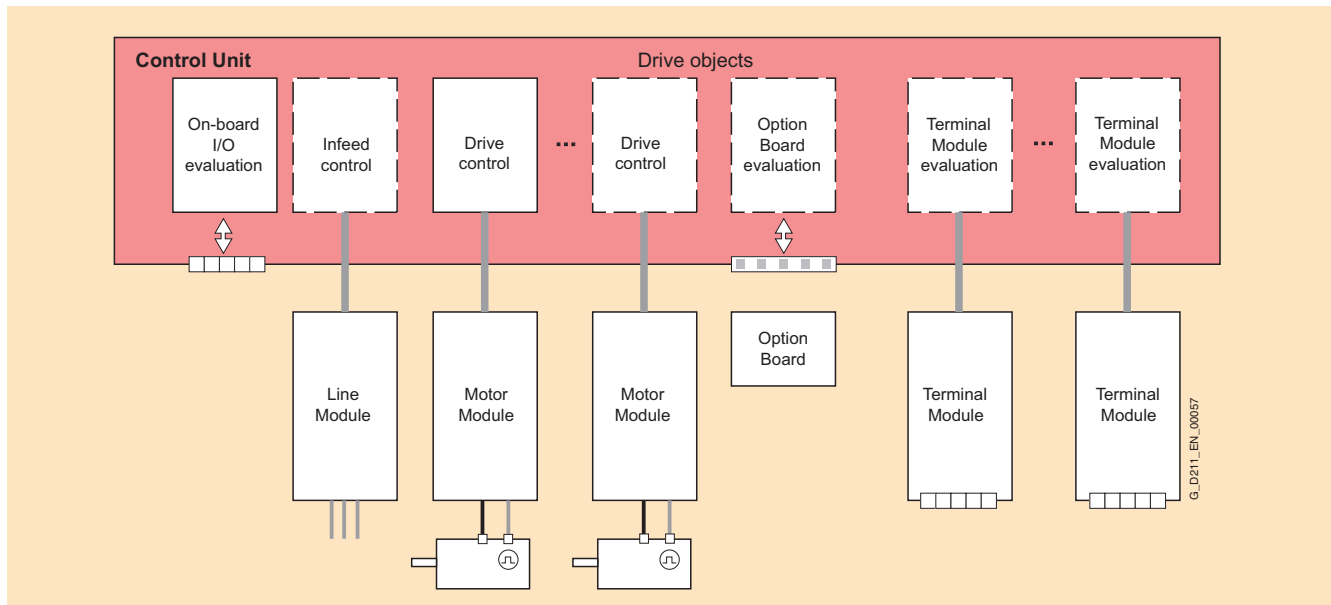 Control Unit
Drive objects
On-board
I/O
evaluation
Infeed
control
Drive
control
...
Drive
control
Option
Board
evaluation
Terminal
Module
evaluation
...
Terminal
Module
evaluation
Line
Module
Motor
Module
Motor
Module
Option
Board
Terminal
Module
Terminal
Module
G_D211_EN_00057